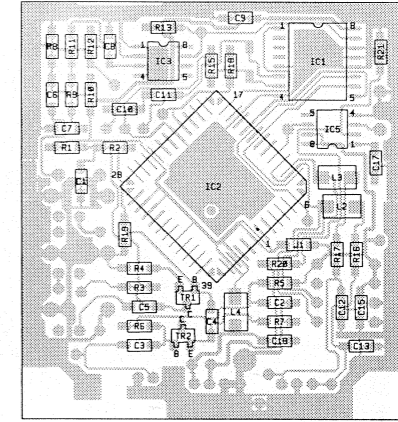 C9
R13
1 8
1 8
R8 R11 R12 C8
IC3
R15 R18
IC1
R21
4 5
4 5
C6 R9 R10
C11
17
C10
5 4
C7
IC5
R1 R2
8 1
28
C17
C1
IC2
L3
6
L2
R19
1
W1
R17 R16
R4
E B
39
R20
R3
TR1
R5
C
C5
C4
L4
C2
C12 C15
R6
C
R7
C3
TR2
C18
C13
B E